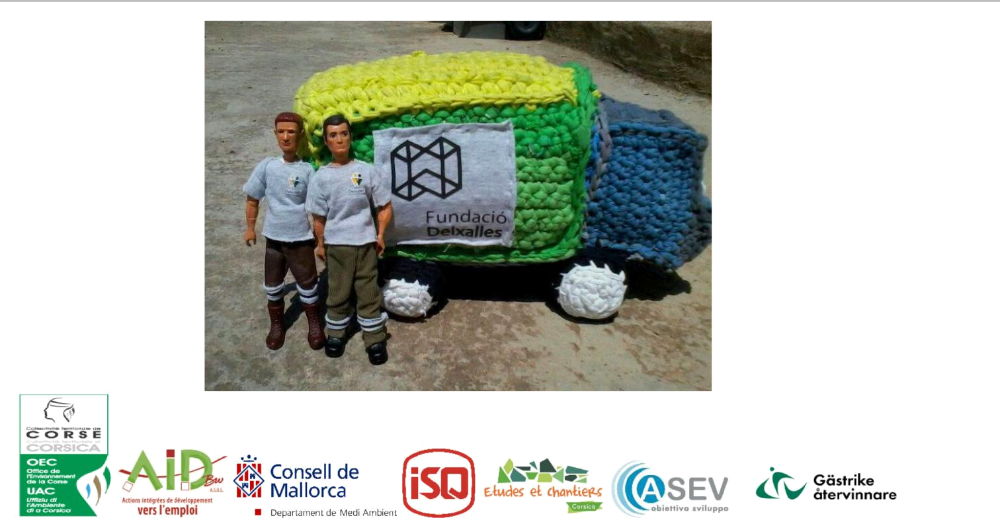 Fundació
Deixalles
Deixalles
Deixalles
Collectivité Territoriale de
CORSE
Cullettività Territuriale di
CORSICA
OEC
Office de
l'Environnement
de la Corse
UAC
Uffiziu di
l'Ambiente
di a Corsica
AiD
Bw
A.S.B.L.
Actions intégrées de développement
vers l'emploi
Consell de
Mallorca
Departament de Medi Ambient
iSQ
Etudes et chantiers
Corsica
ASEV
obiettivo sviluppo
Gästrike
återvinnare